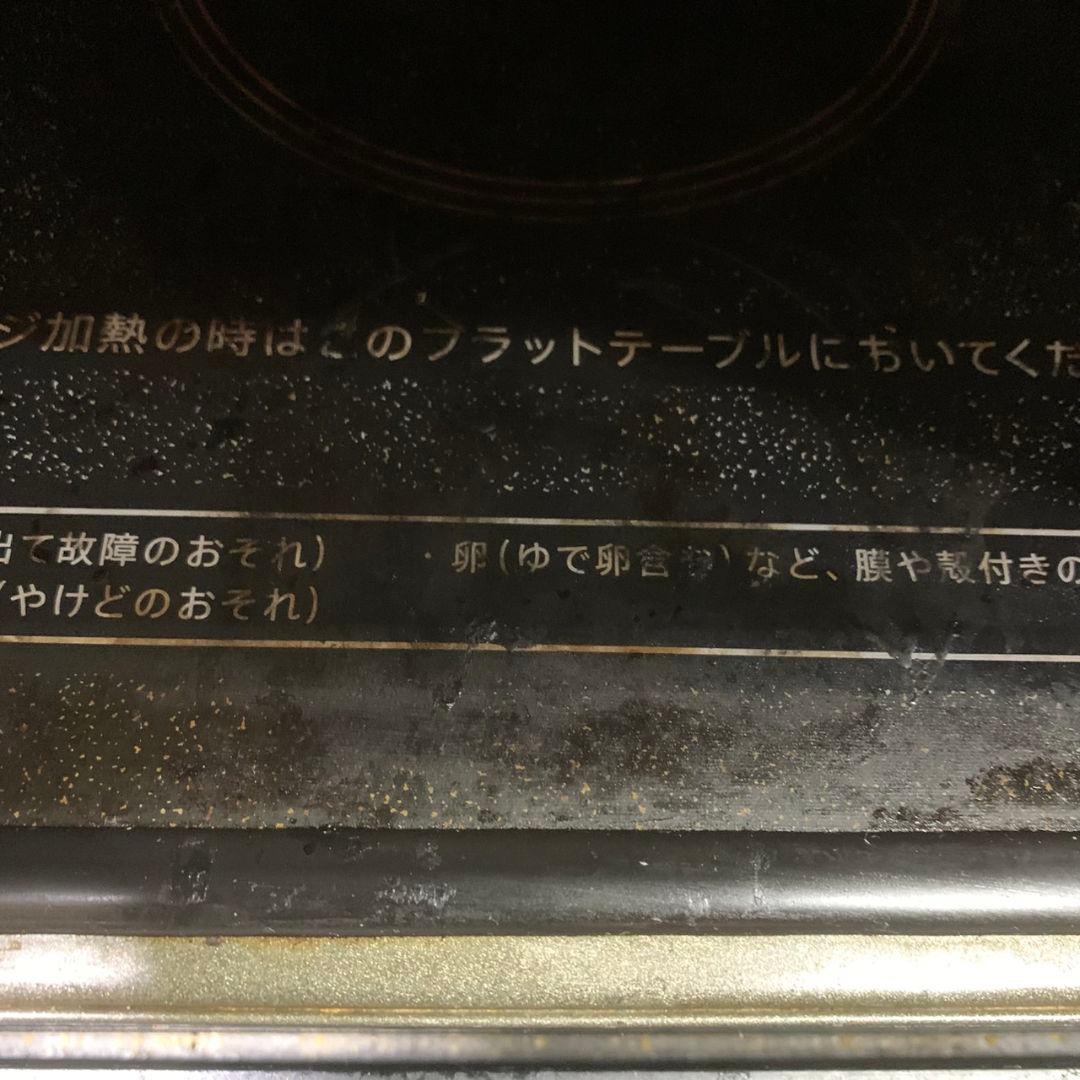 ジ加熱の時はこのフラットテーブルにおいてくだ
出て故障のおそれ)
(やけどのおそれ)
・卵(ゆで卵含む)など、膜や殻付きの